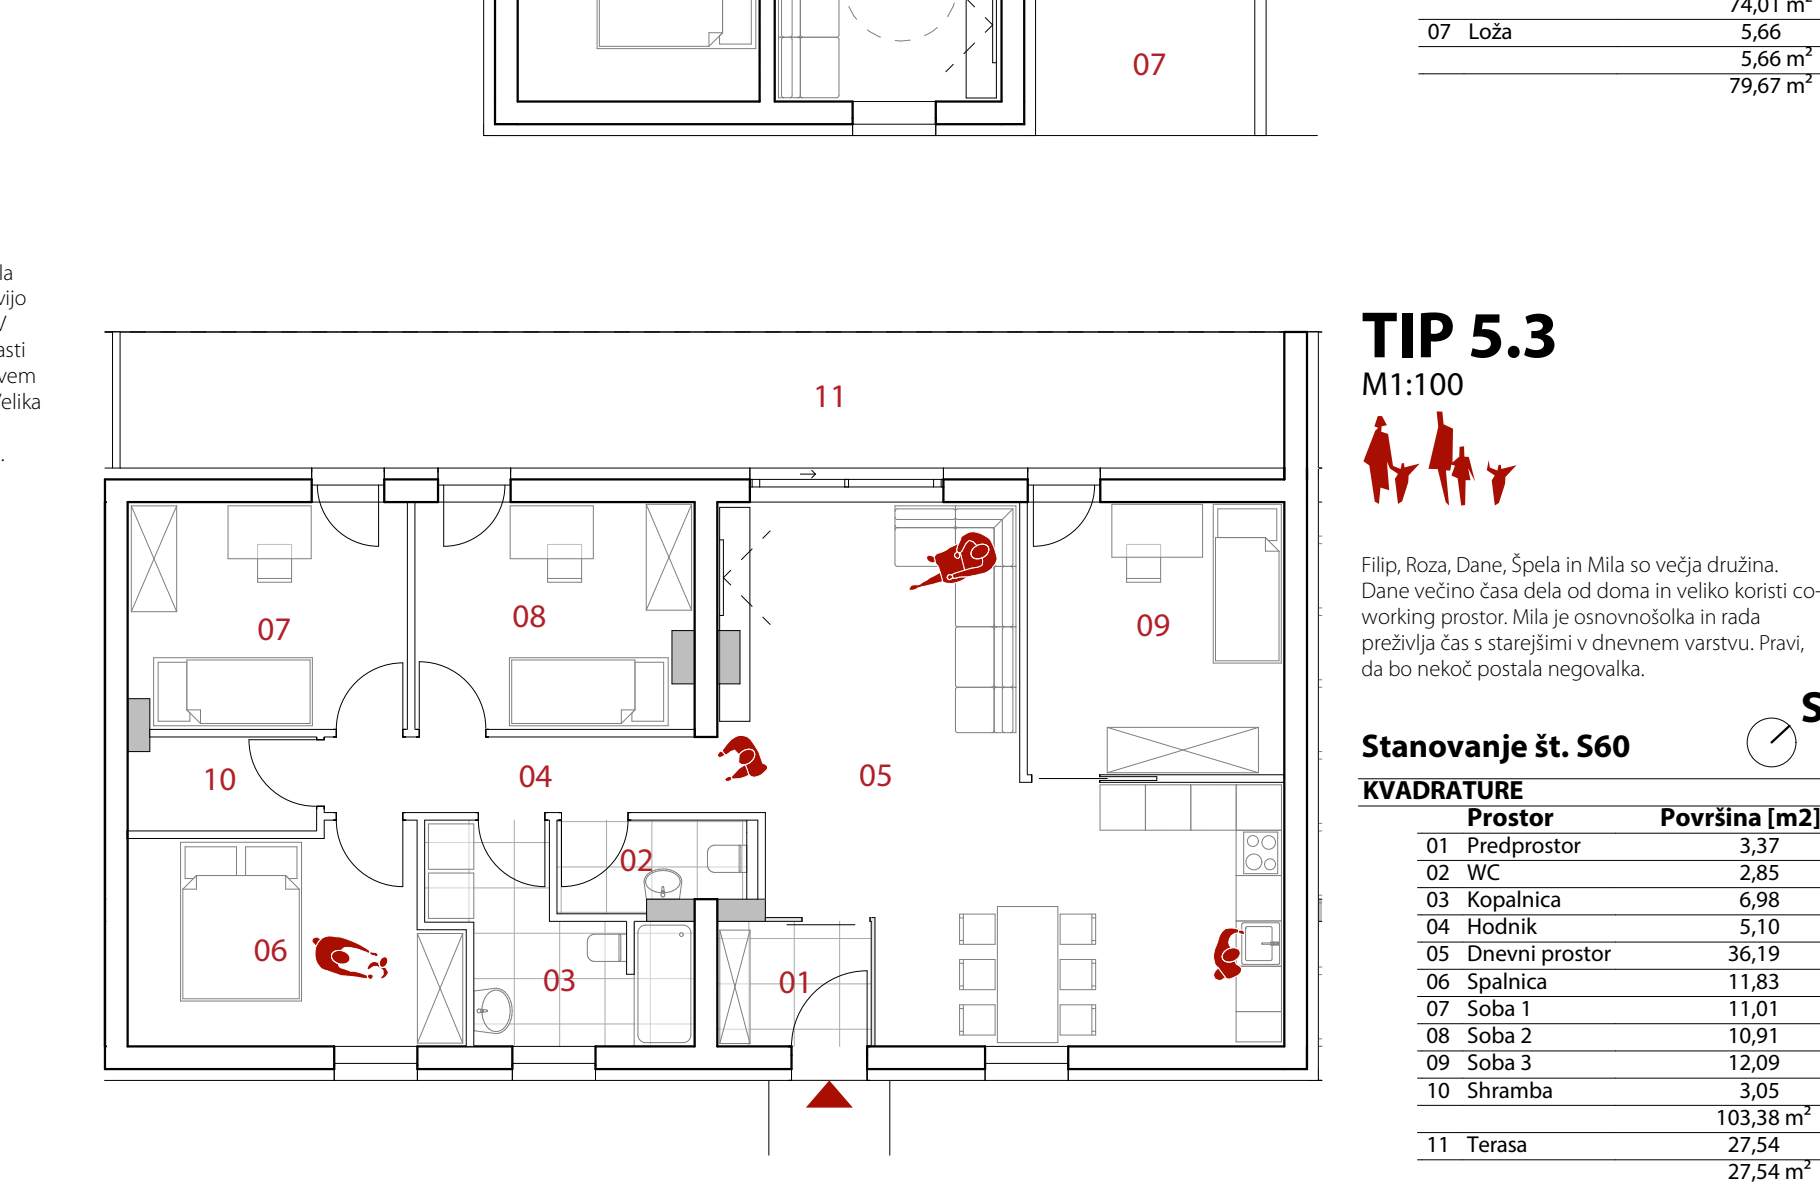 74,01 m²
07 Loža 5,66
5,66 m²
79,67 m²
07
la
vijo
V
asti
vem
Velika
.
11
07
08
09
10
04
05
02
06
03
01
TIP 5.3
M1:100
Filip, Roza, Dane, Špela in Mila so večja družina.
Dane večino časa dela od doma in veliko koristi co-
working prostor. Mila je osnovnošolka in rada
preživlja čas s starejšimi v dnevnem varstvu. Pravi,
da bo nekoč postala negovalka.
S
Stanovanje št. S60
KVADRATURE
Prostor Površina [m2]
01 Predprostor 3,37
02 WC 2,85
03 Kopalnica 6,98
04 Hodnik 5,10
05 Dnevni prostor 36,19
06 Spalnica 11,83
07 Soba 1 11,01
08 Soba 2 10,91
09 Soba 3 12,09
10 Shramba 3,05
103,38 m²
11 Terasa 27,54
27,54 m²